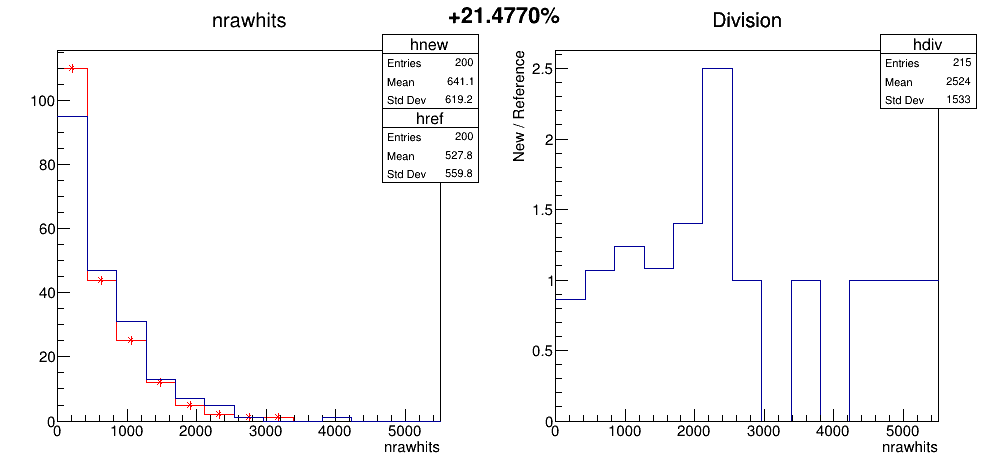 +21.4770%
nrawhits
hnew
Entries 200
Mean 641.1
Std Dev 619.2
href
Entries 200
Mean 527.8
Std Dev 559.8
100
80
60
40
20
0
0 1000 2000 3000 4000 5000
nrawhits
Division
hdiv
Entries 215
Mean 2524
Std Dev 1533
New / Reference
2.5
2
1.5
1
0.5
0
0 1000 2000 3000 4000 5000
nrawhits